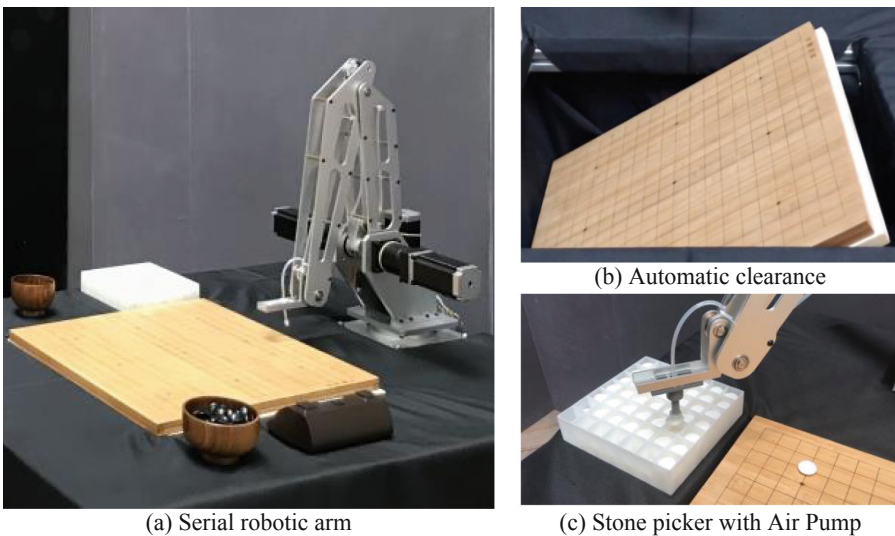 (b) Automatic clearance
(a) Serial robotic arm
(c) Stone picker with Air Pump